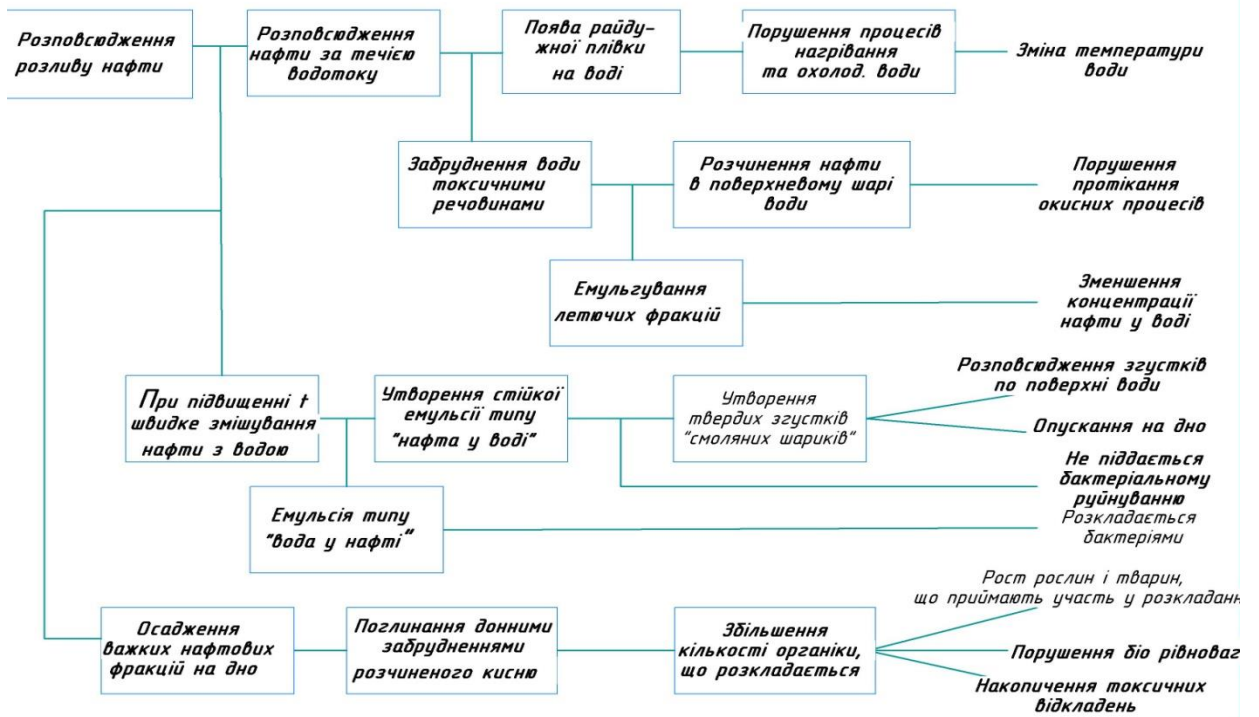 Розповсюдження
розливу нафти
Розповсюдження
нафти за течією
водотоку
Поява райду-
жної плівки
на воді
Порушення процесів
нагрівання
та охолод. води
Зміна температури
води
Забруднення води
токсичними
речовинами
Розчинення нафти
в поверхневому шарі
води
Порушення
протікання
окисних процесів
Емульгування
летючих фракцій
Зменшення
концентрації
нафти у воді
При підвищенні t
швидке змішування
нафти з водою
Утворення стійкої
емульсії типу
"нафта у воді"
Утворення
твердих згустків
"смоляних шариків"
Розповсюдження згустків
по поверхні води
Опускання на дно
Не піддається
бактеріальному
руйнуванню
Емульсія типу
"вода у нафті"
Розкладається
бактеріями
Осадження
важких нафтових
фракцій на дно
Поглинання донними
забрудненнями
розчиненого кисню
Збільшення
кількості органіки,
що розкладається
Рост рослин і тварин,
що приймають участь у розкладанн
Порушення біо рівноваг
Накопичення токсичних
відкладень